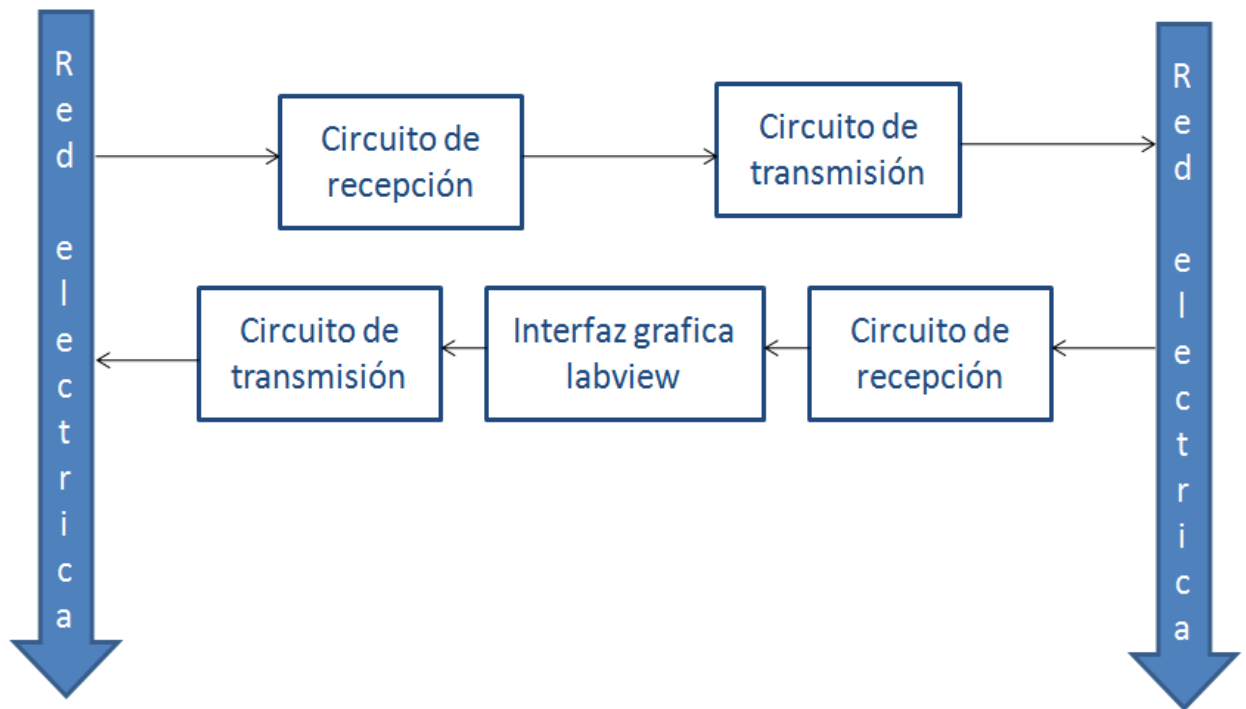 Red electrica
Circuito de
recepción
Circuito de
transmisión
Red electrica
Circuito de
transmisión
Interfaz grafica
labview
Circuito de
recepción